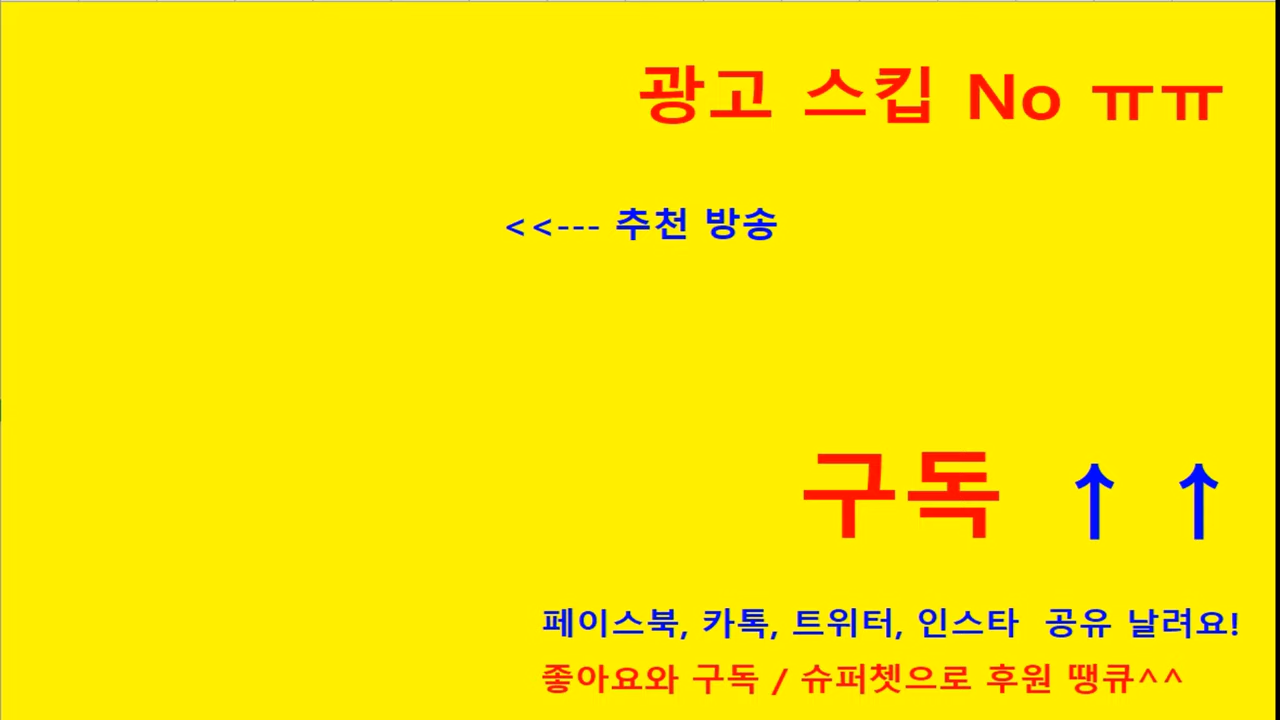 광고 스킵 No ㅠㅠ
<<--- 추천 방송
구독 ↑ ↑
페이스북, 카톡, 트위터, 인스타 공유 날려요!
좋아요와 구독 / 슈퍼쳇으로 후원 땡큐^^